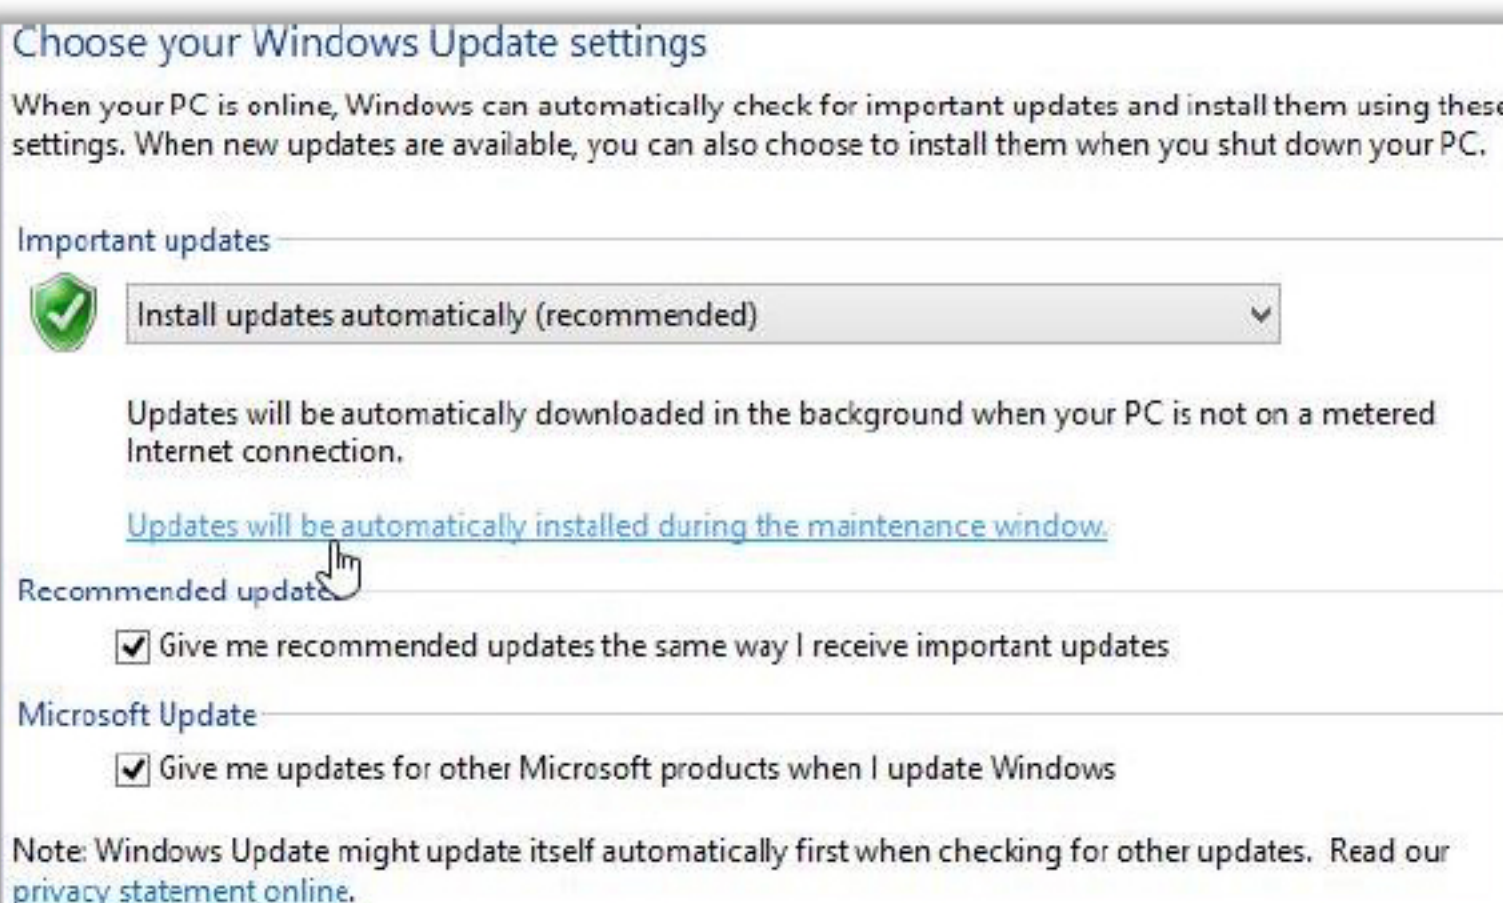 Choose your Windows Update settings
When your PC is online, Windows can automatically check for important updates and install them using these
settings. When new updates are available, you can also choose to install them when you shut down your PC.
Important updates
Install updates automatically (recommended)
Updates will be automatically downloaded in the background when your PC is not on a metered
Internet connection.
Updates will be automatically installed during the maintenance window.
Recommended updates
Give me recommended updates the same way I receive important updates
Microsoft Update
Give me updates for other Microsoft products when I update Windows
Note: Windows Update might update itself automatically first when checking for other updates. Read our
privacy statement online.